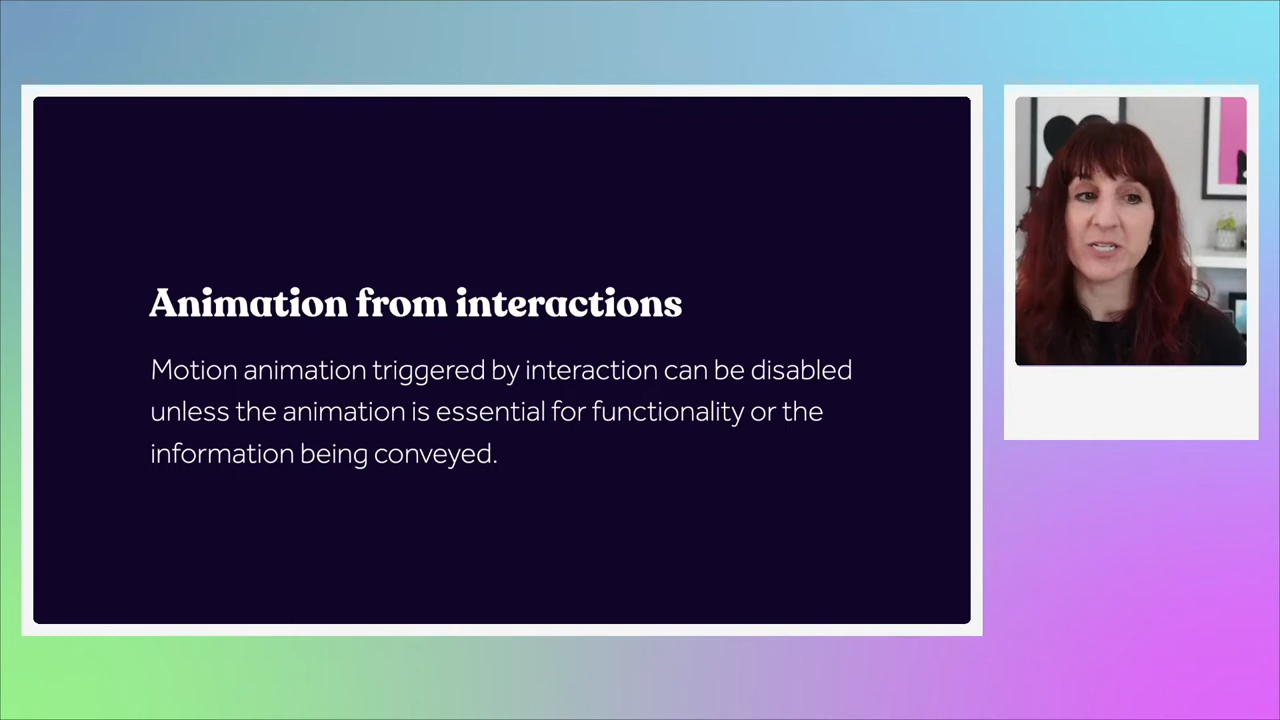 Animation from interactions
Motion animation triggered by interaction can be disabled
unless the animation is essential for functionality or the
information being conveyed.